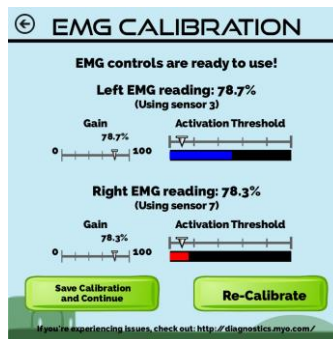 EMG CALIBRATION
EMG controls are ready to use!
Left EMG reading: 78.7%
(Using sensor 3)
Gain
Activation Threshold
78.7%
0
100
Right EMG reading: 78.3%
(Using sensor 7)
Gain
Activation Threshold
78.3%
0
100
Save Calibration
and Continue
Re-Calibrate
If you're experiencing issues, check out: http://diagnostics.myo.com/